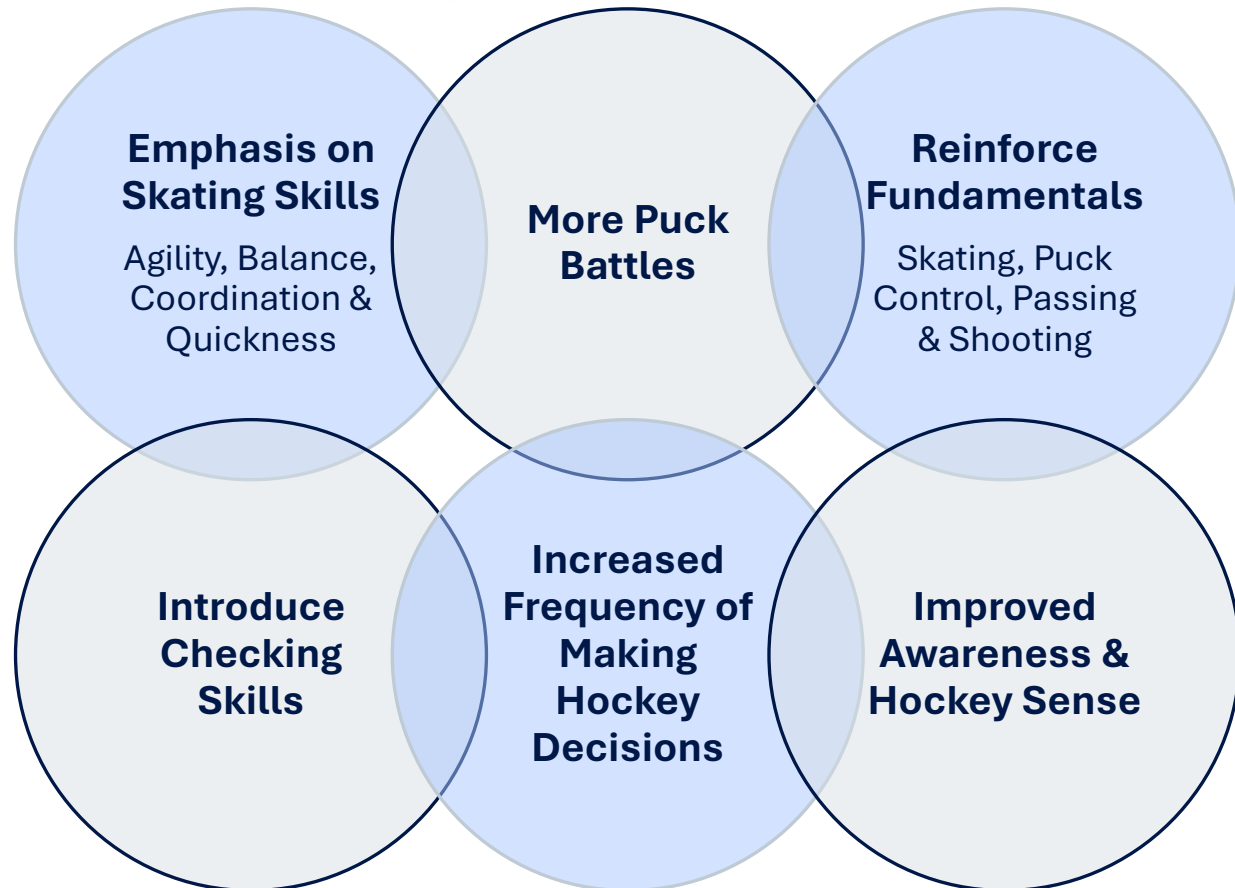 Emphasis on
Skating Skills
Agility, Balance,
Coordination &
Quickness
More Puck
Battles
Reinforce
Fundamentals
Skating, Puck
Control, Passing
& Shooting
Introduce
Checking
Skills
Increased
Frequency of
Making
Hockey
Decisions
Improved
Awareness &
Hockey Sense